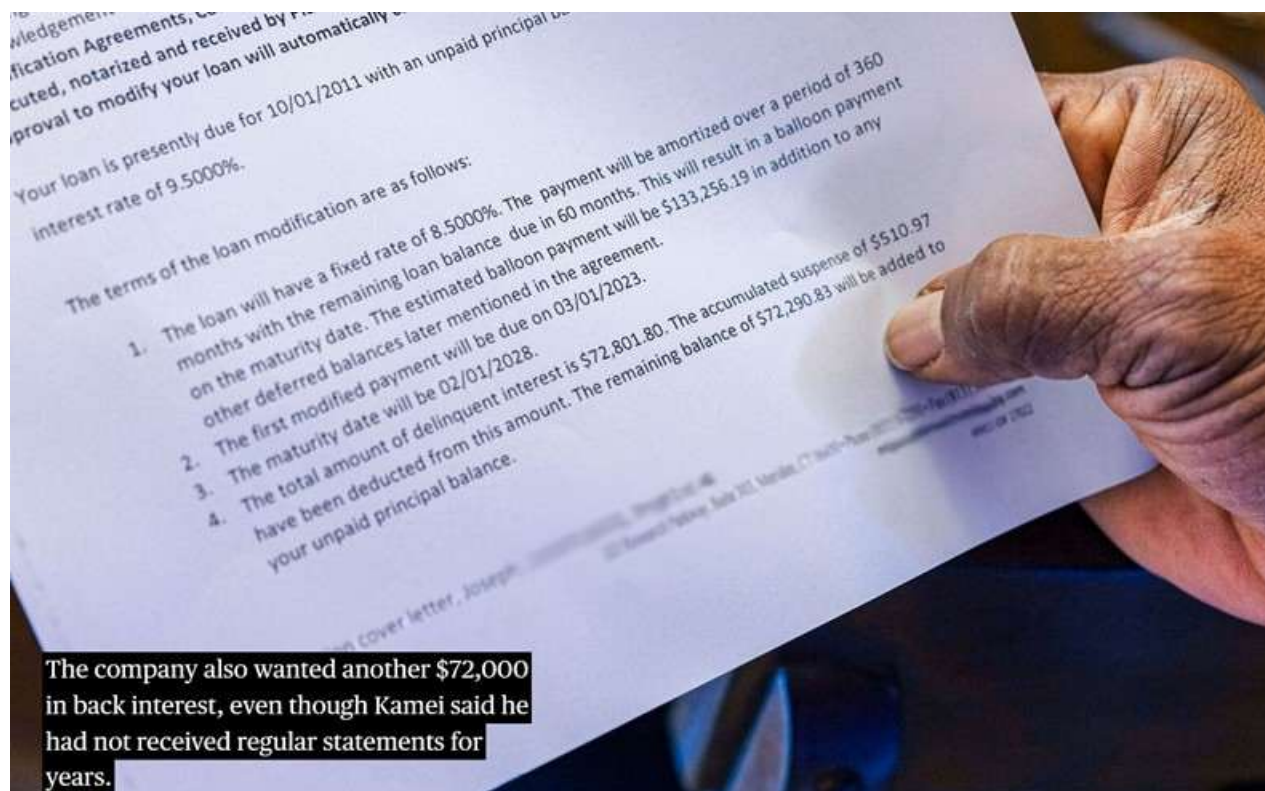 fication Agreements,
cuted, notarized and received by
proval to modify your loan will automatically
Your loan is presently due for 10/01/2011 with an unpaid principal
interest rate of 9.5000%.
The terms of the loan modification are as follows:
1. The loan will have a fixed rate of 8.5000%. The payment will be amortized over a period of 360
months with the remaining loan balance due in 60 months. This will result in a balloon payment
on the maturity date. The estimated balloon payment will be $133,256.19 in addition to any
other deferred balances later mentioned in the agreement.
2. The first modified payment will be due on 03/01/2023.
3. The maturity date will be 02/01/2028.
4. The total amount of delinquent interest is $72,801.80. The accumulated suspense of $510.97
have been deducted from this amount. The remaining balance of $72,290.83 will be added to
your unpaid principal balance.
cover letter, Joseph
The company also wanted another $72,000
in back interest, even though Kamei said he
had not received regular statements for
years.